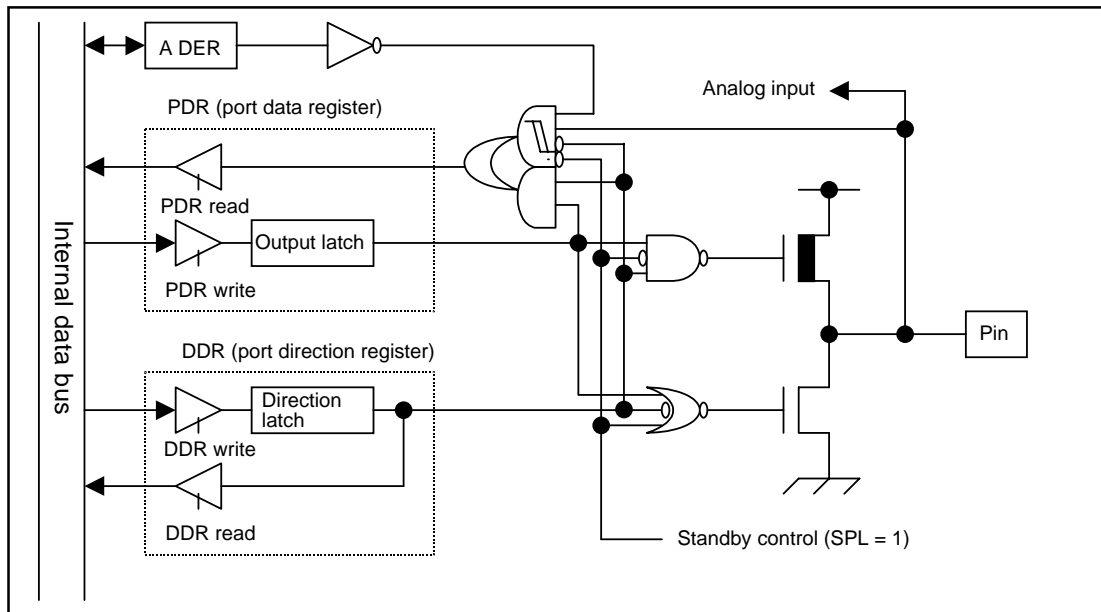 A DER
Analog input
PDR (port data register)
PDR read
Output latch
PDR write
Internal data bus
Pin
DDR (port direction register)
Direction
latch
DDR write
DDR read
Standby control (SPL = 1)